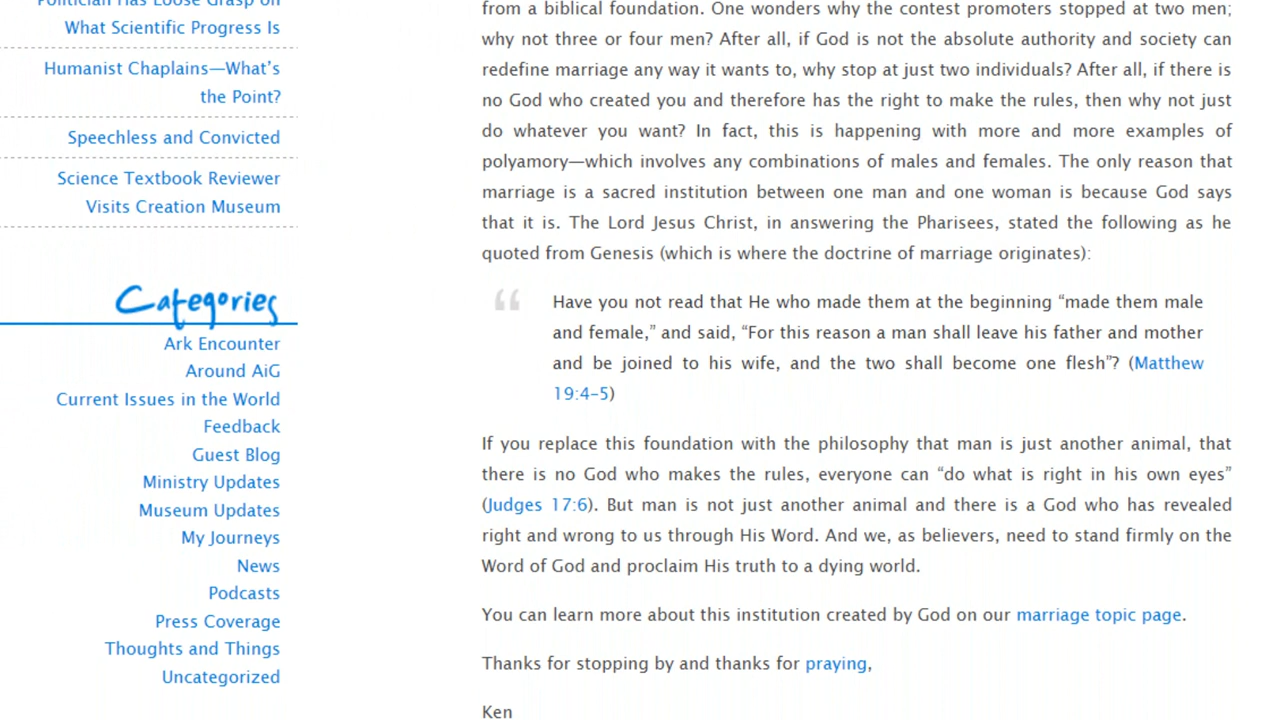 Politician Has Loose Grasp on
What Scientific Progress Is
Humanist Chaplains—What's
the Point?
Speechless and Convicted
Science Textbook Reviewer
Visits Creation Museum
Categories
Ark Encounter
Around AiG
Current Issues in the World
Feedback
Guest Blog
Ministry Updates
Museum Updates
My Journeys
News
Podcasts
Press Coverage
Thoughts and Things
Uncategorized
from a biblical foundation. One wonders why the contest promoters stopped at two men;
why not three or four men? After all, if God is not the absolute authority and society can
redefine marriage any way it wants to, why stop at just two individuals? After all, if there is
no God who created you and therefore has the right to make the rules, then why not just
do whatever you want? In fact, this is happening with more and more examples of
polyamory—which involves any combinations of males and females. The only reason that
marriage is a sacred institution between one man and one woman is because God says
that it is. The Lord Jesus Christ, in answering the Pharisees, stated the following as he
quoted from Genesis (which is where the doctrine of marriage originates):
“
Have you not read that He who made them at the beginning “made them male
and female,” and said, “For this reason a man shall leave his father and mother
and be joined to his wife, and the two shall become one flesh”? (Matthew
19:4–5)
If you replace this foundation with the philosophy that man is just another animal, that
there is no God who makes the rules, everyone can “do what is right in his own eyes”
(Judges 17:6). But man is not just another animal and there is a God who has revealed
right and wrong to us through His Word. And we, as believers, need to stand firmly on the
Word of God and proclaim His truth to a dying world.
You can learn more about this institution created by God on our marriage topic page.
Thanks for stopping by and thanks for praying,
Ken